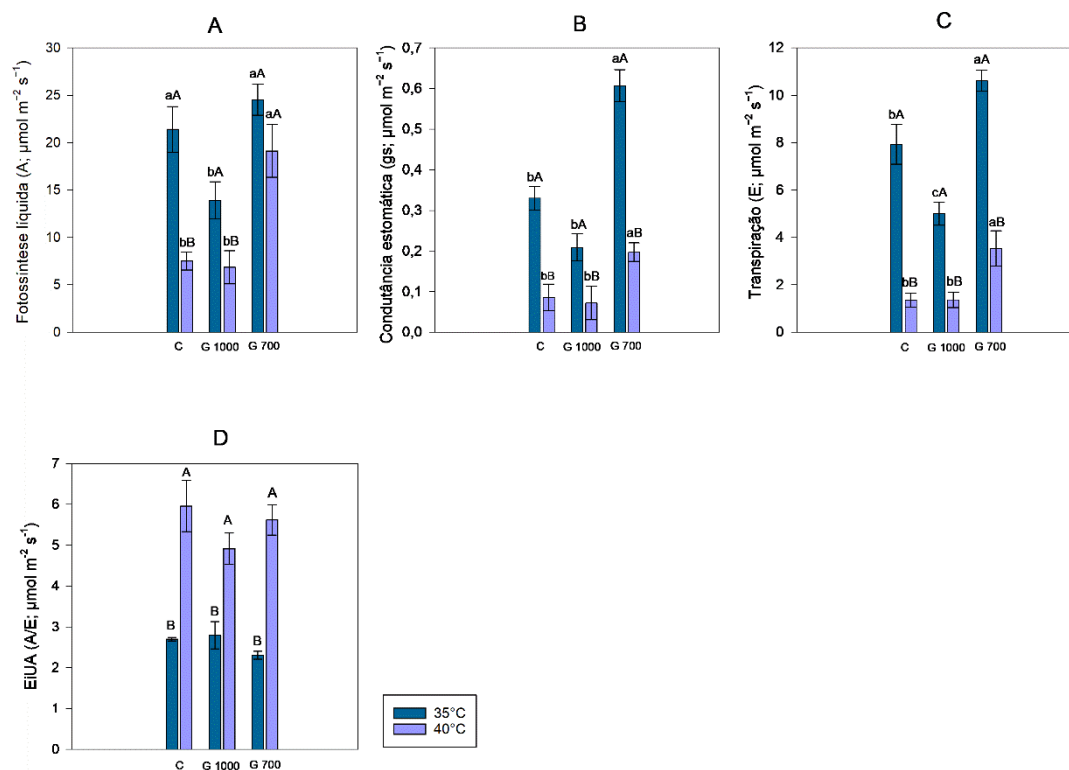 A
Fotossíntese líquida (A; µmol m⁻² s⁻¹)
30
25
20
15
10
5
0
aA
bB
aA
bB
aA
aA
C
G 1000
G 700
B
Condutância estomática (gs; µmol m⁻² s⁻¹)
0,7
0,6
0,5
0,4
0,3
0,2
0,1
0,0
bA
bB
bA
bB
aA
aB
C
G 1000
G 700
C
Transpiração (E; µmol m⁻² s⁻¹)
12
10
8
6
4
2
0
bA
bB
cA
bB
aA
aB
C
G 1000
G 700
D
EiUA (A/E; µmol m⁻² s⁻¹)
7
6
5
4
3
2
1
0
B
A
B
A
B
A
C
G 1000
G 700
35°C
40°C